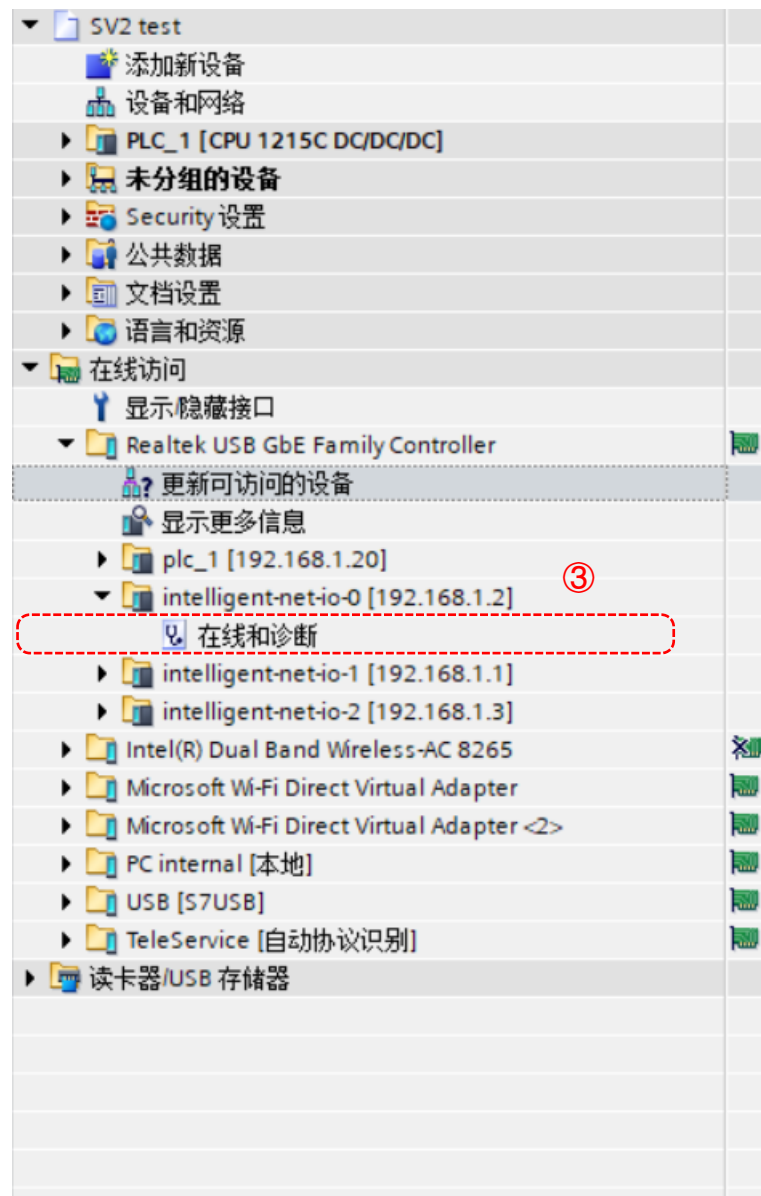 SV2 test
添加新设备
设备和网络
PLC_1 [CPU 1215C DC/DC/DC]
未分组的设备
Security 设置
公共数据
文档设置
语言和资源
在线访问
显示/隐藏接口
Realtek USB GbE Family Controller
更新可访问的设备
显示更多信息
plc_1 [192.168.1.20]
③
intelligent-net-io-0 [192.168.1.2]
在线和诊断
intelligent-net-io-1 [192.168.1.1]
intelligent-net-io-2 [192.168.1.3]
Intel(R) Dual Band Wireless-AC 8265
Microsoft Wi-Fi Direct Virtual Adapter
Microsoft Wi-Fi Direct Virtual Adapter <2>
PC internal [本地]
USB [S7USB]
TeleService [自动协议识别]
读卡器/USB 存储器